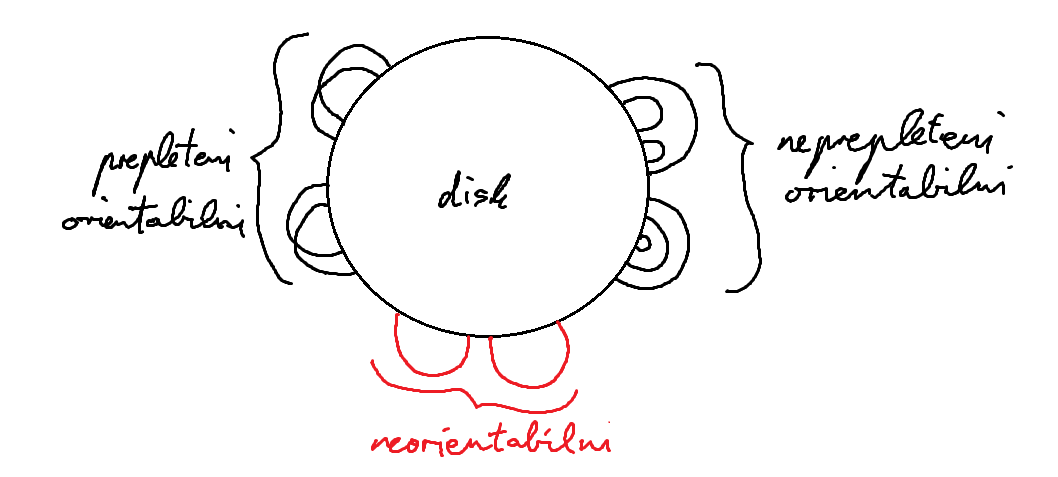 prepleteni
orientabilni
disk
neprepleteni
orientabilni
neorientabilni